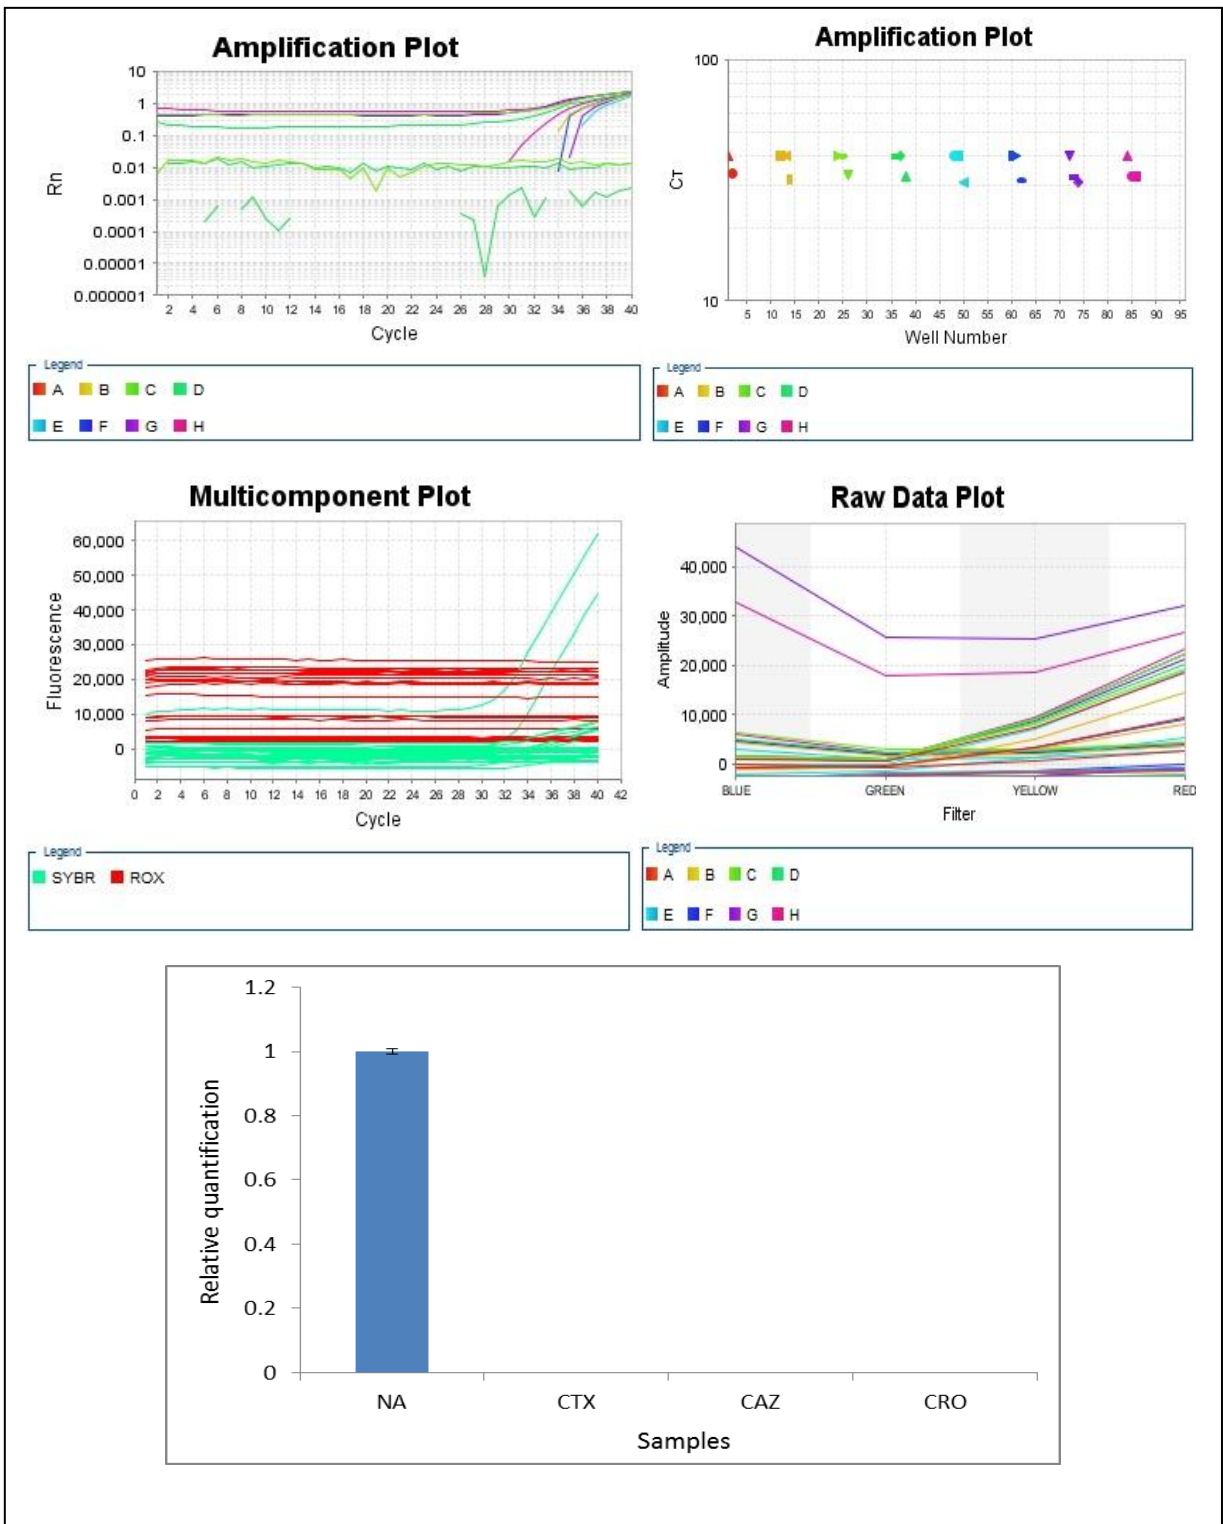 Amplification Plot
10
1
0.1
0.01
0.001
0.0001
0.00001
0.000001
Rn
2 4 6 8 10 12 14 16 18 20 22 24 26 28 30 32 34 36 38 40
Cycle
Legend
A B C D
E F G H
Amplification Plot
100
10
CT
5 10 15 20 25 30 35 40 45 50 55 60 65 70 75 80 85 90 95
Well Number
Legend
A B C D
E F G H
Multicomponent Plot
60,000
50,000
40,000
30,000
20,000
10,000
0
Fluorescence
0 2 4 6 8 10 12 14 16 18 20 22 24 26 28 30 32 34 36 38 40 42
Cycle
Legend
SYBR ROX
Raw Data Plot
40,000
30,000
20,000
10,000
0
Amplitude
BLUE GREEN YELLOW RED
Filter
Legend
A B C D
E F G H
1.2
1
0.8
0.6
0.4
0.2
0
Relative quantification
NA CTX CAZ CRO
Samples